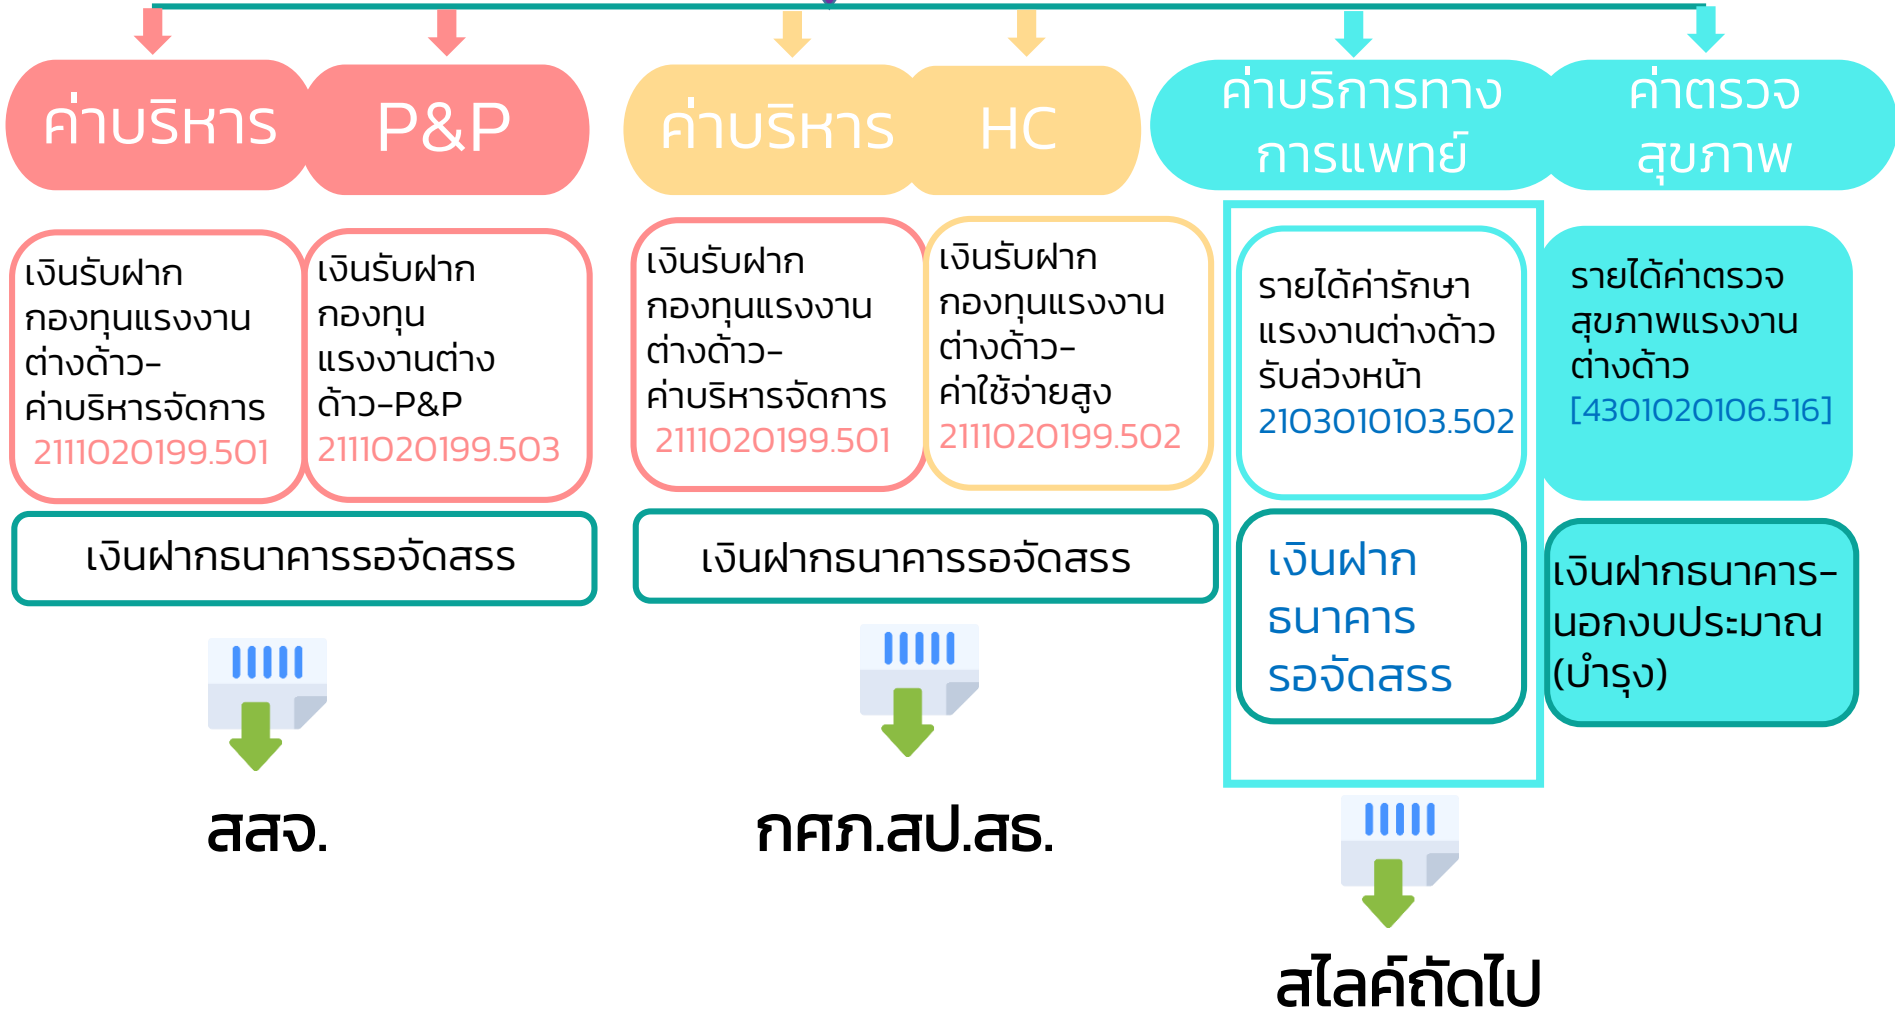 ค่าบริหาร
P&P
ค่าบริหาร
HC
ค่าบริการทาง
การแพทย์
ค่าตรวจ
สุขภาพ
เงินรับฝาก
กองทุนแรงงาน
ต่างด้าว-
ค่าบริหารจัดการ
2111020199.501
เงินรับฝาก
กองทุน
แรงงานต่าง
ด้าว-P&P
2111020199.503
เงินรับฝาก
กองทุนแรงงาน
ต่างด้าว-
ค่าบริหารจัดการ
2111020199.501
เงินรับฝาก
กองทุนแรงงาน
ต่างด้าว-
ค่าใช้จ่ายสูง
2111020199.502
รายได้ค่ารักษา
แรงงานต่างด้าว
รับล่วงหน้า
2103010103.502
รายได้ค่าตรวจ
สุขภาพแรงงาน
ต่างด้าว
[4301020106.516]
เงินฝากธนาคารรอจัดสรร
เงินฝากธนาคารรอจัดสรร
เงินฝาก
ธนาคาร
รอจัดสรร
เงินฝากธนาคาร-
นอกงบประมาณ
(บำรุง)
สสจ.
กศภ.สป.สธ.
สไลค์ถัดไป